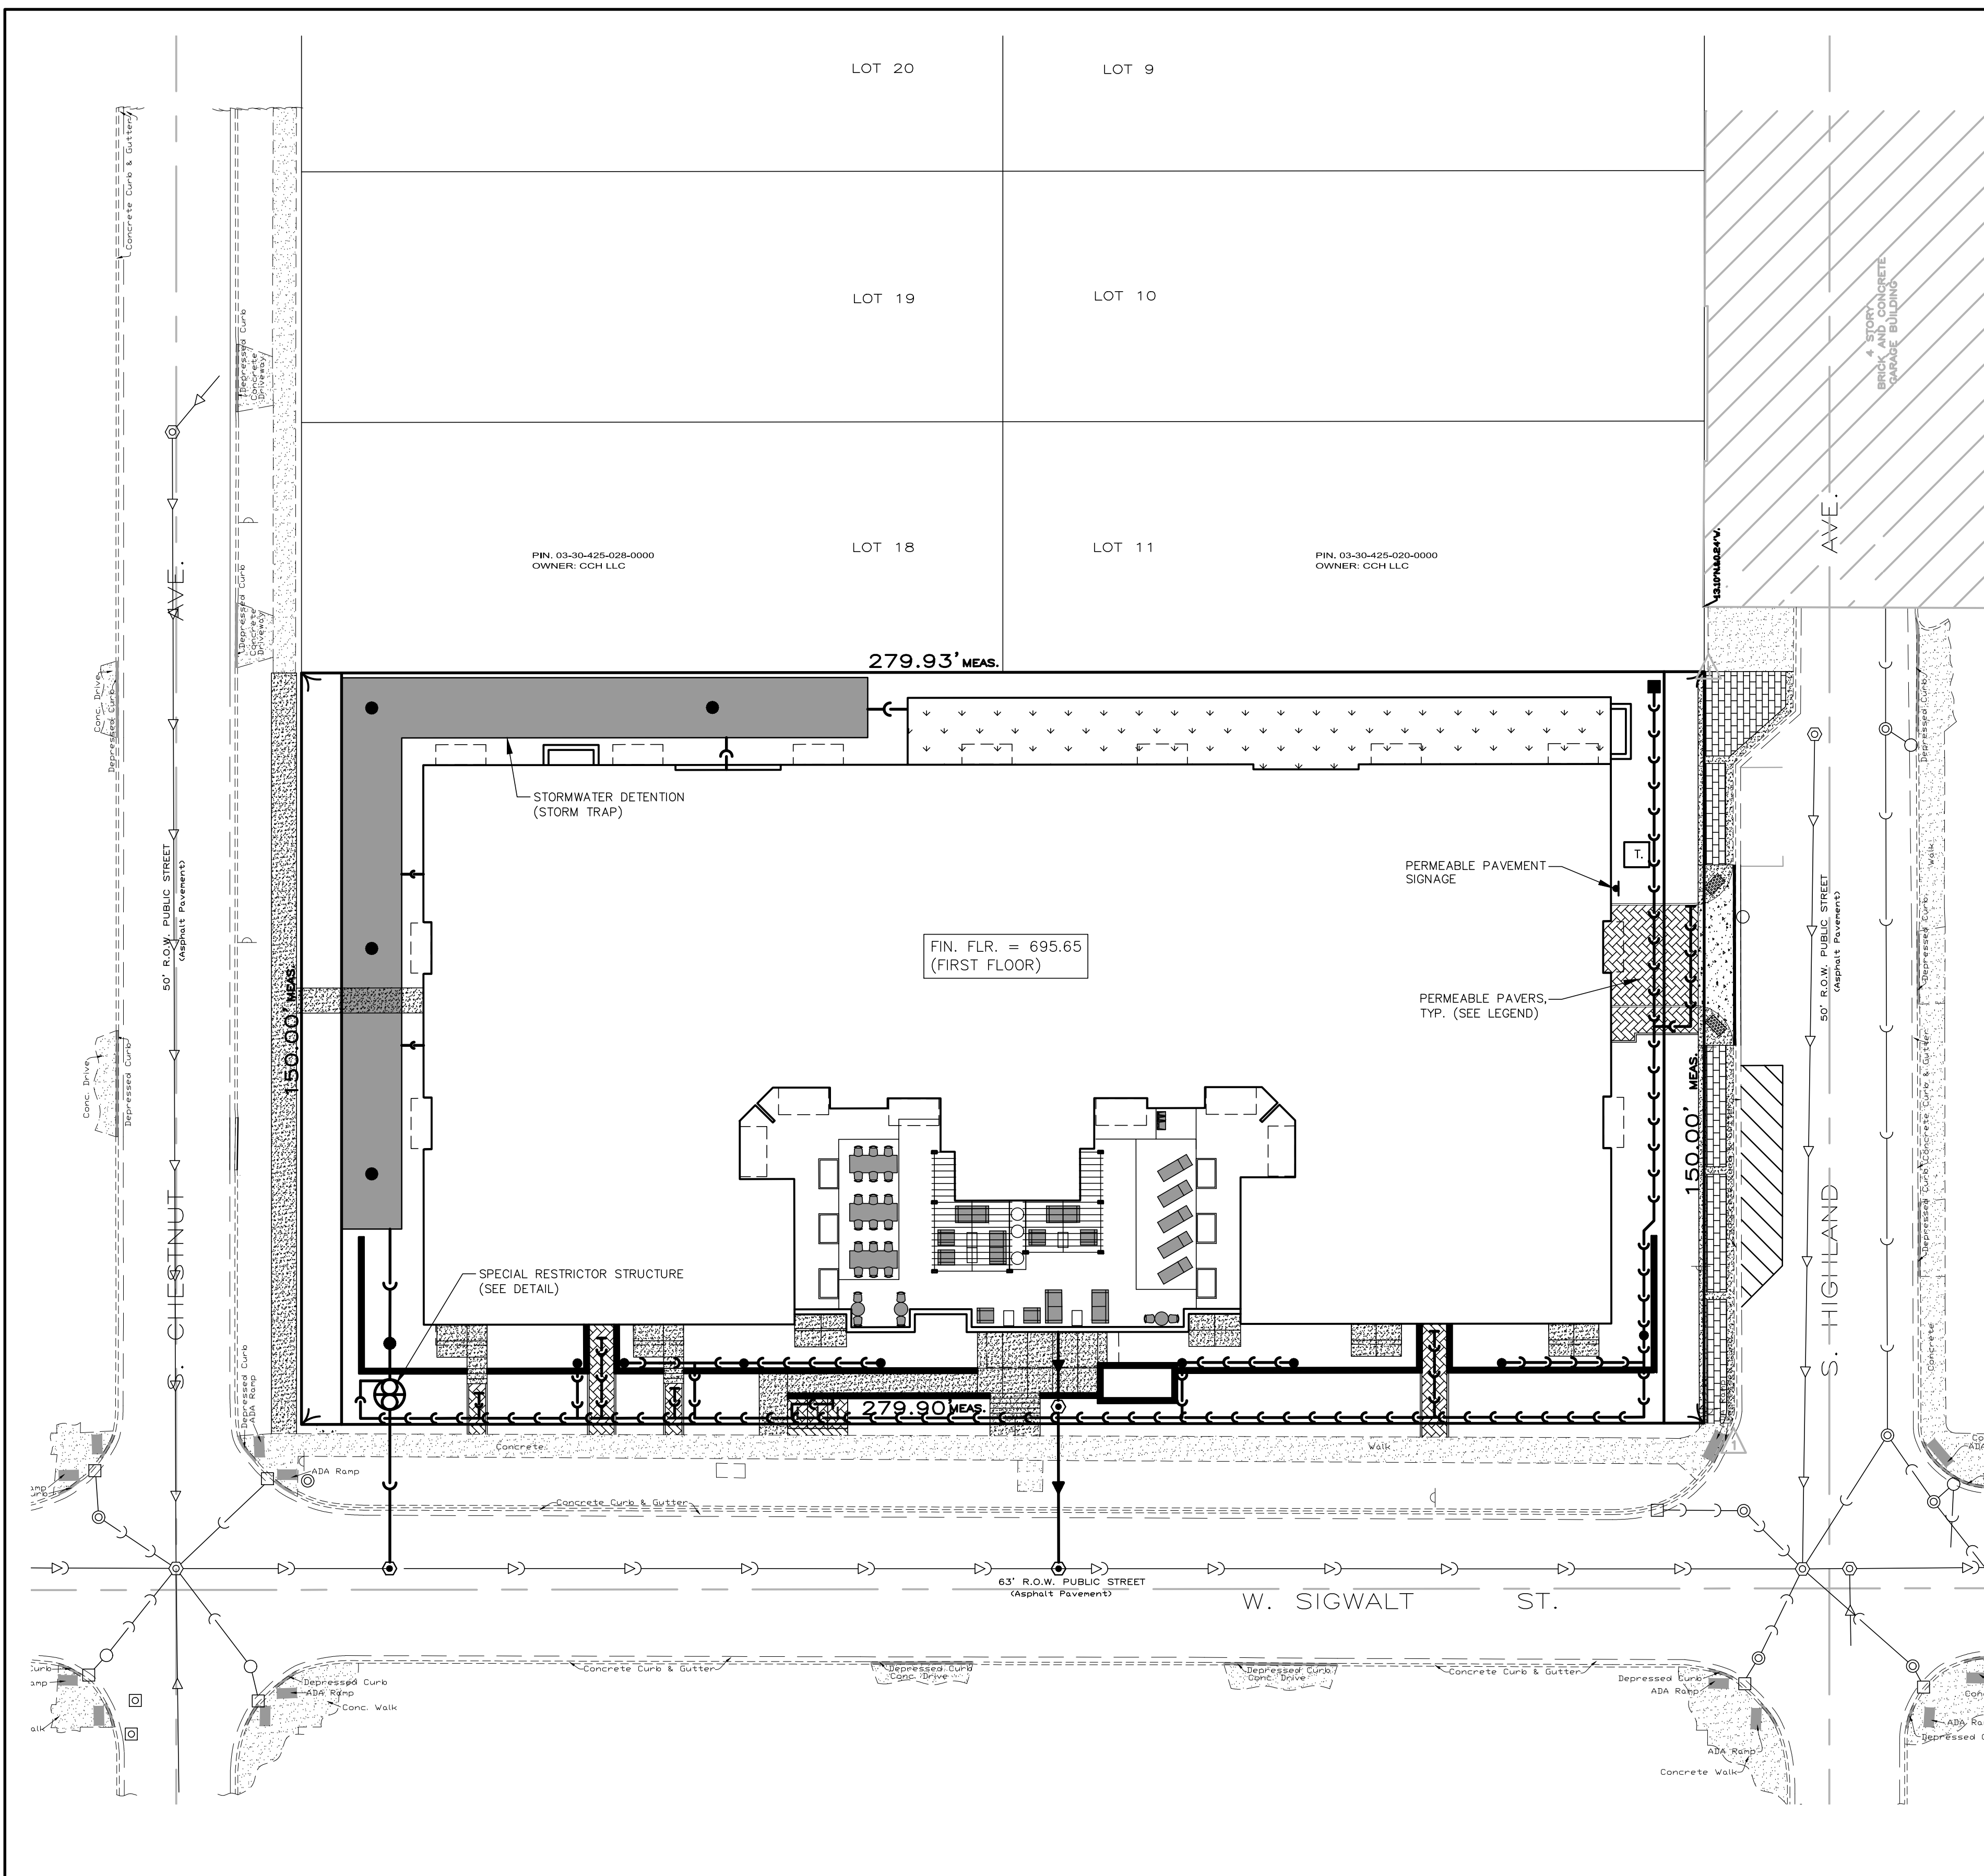 LOT 20
LOT 9
Concrete Curb & Gutter
4 STORY
BRICK AND CONCRETE
GARAGE BUILDING
LOT 19
LOT 10
Depressed Curb
Concrete
Driveway
AVE.
AVE.
13.10'N.&0.24'W.
PIN. 03-30-425-028-0000
OWNER: CCH LLC
LOT 18
LOT 11
PIN. 03-30-425-020-0000
OWNER: CCH LLC
Depressed Curb
Concrete
Driveway
Conc. Drive
Depressed Curb
279.93' MEAS.
Depressed Curb
STORMWATER DETENTION
(STORM TRAP)
Walk
T.
PERMEABLE PAVEMENT
SIGNAGE
50' R.O.W. PUBLIC STREET
(Asphalt Pavement)
50' R.O.W. PUBLIC STREET
(Asphalt Pavement)
FIN. FLR. = 695.65
(FIRST FLOOR)
Depressed Curb
150.00' MEAS.
PERMEABLE PAVERS,
TYP. (SEE LEGEND)
Conc. Drive
Depressed Curb
150.00' MEAS.
Concrete Curb & Gutter
Depressed Curb
S. CHESTNUT
S. HIGHLAND
SPECIAL RESTRICTOR STRUCTURE
(SEE DETAIL)
Concrete
Depressed Curb
ADA Ramp
279.90' MEAS.
Concrete
Walk
ADA Ramp
1
Concrete Curb & Gutter
63' R.O.W. PUBLIC STREET
(Asphalt Pavement)
W. SIGWALT ST.
Concrete Curb & Gutter
Depressed Curb
Conc. Drive
Depressed Curb
Conc. Drive
Concrete Curb & Gutter
Depressed Curb
ADA Ramp
Depressed Curb
ADA Ramp
Conc. Walk
ADA Ramp
Concrete Walk